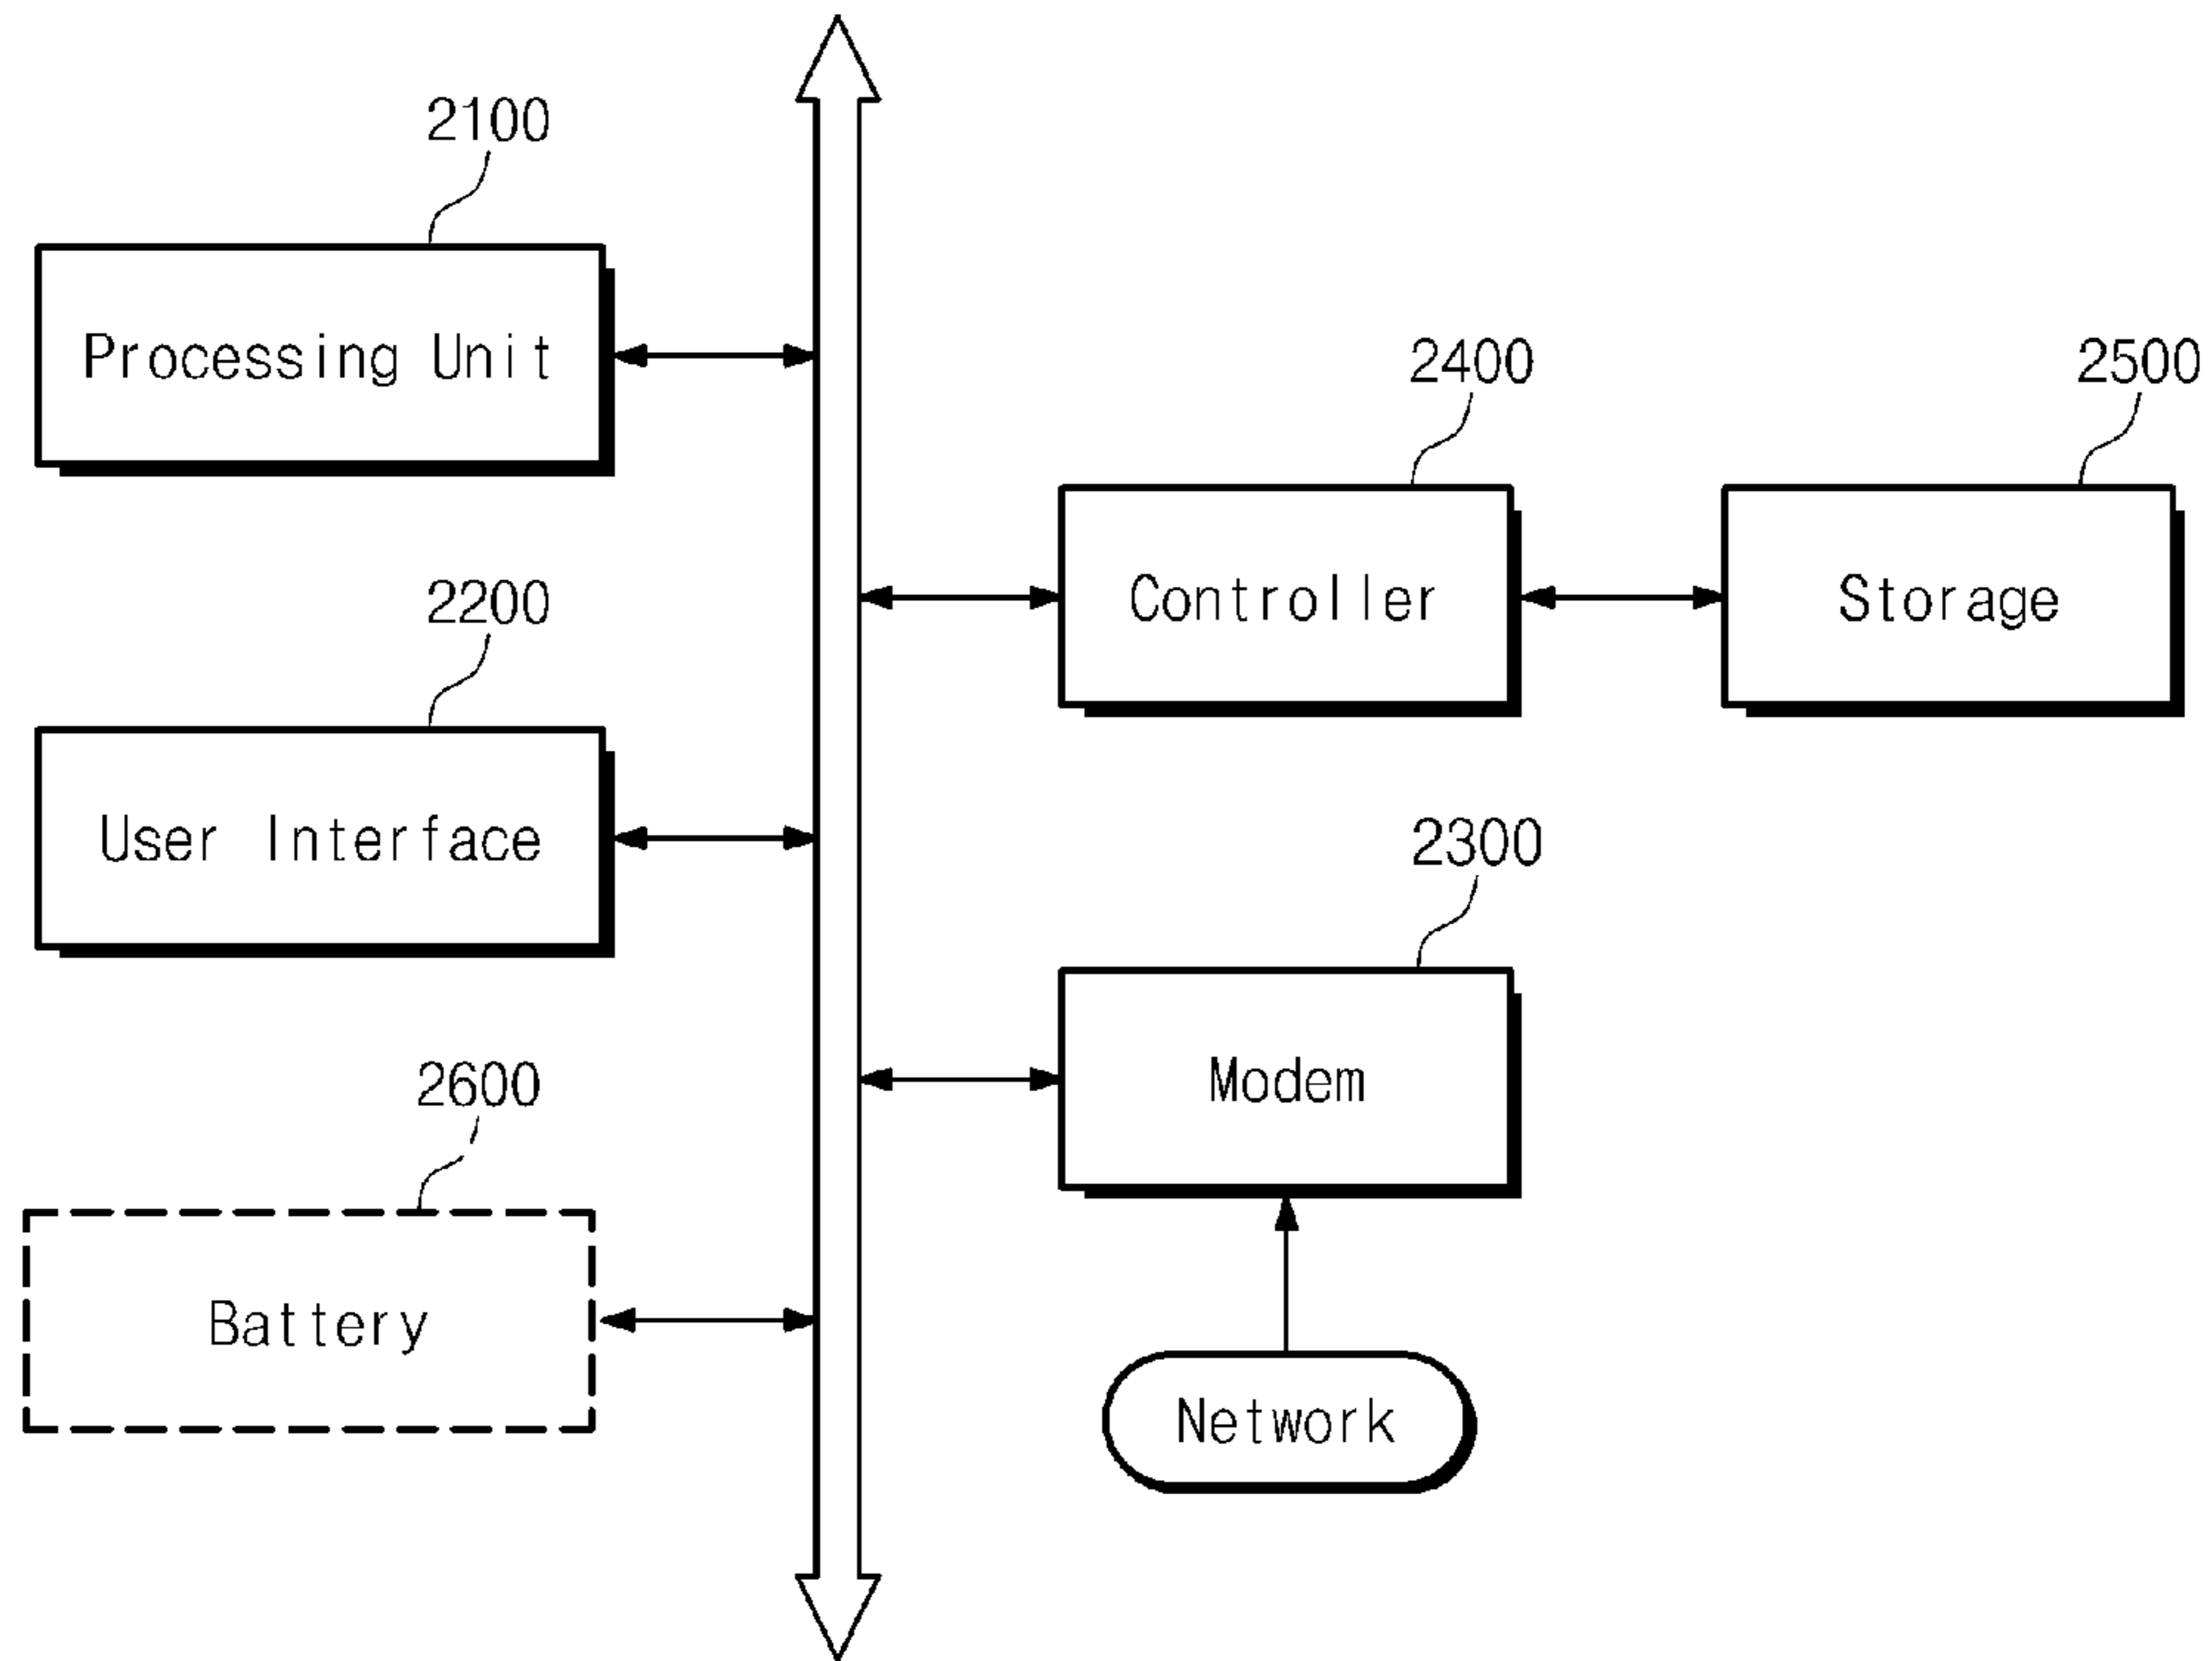 2100
Processing Unit
2400
2500
Controller
Storage
2200
User Interface
2300
Modem
2600
Battery
Network